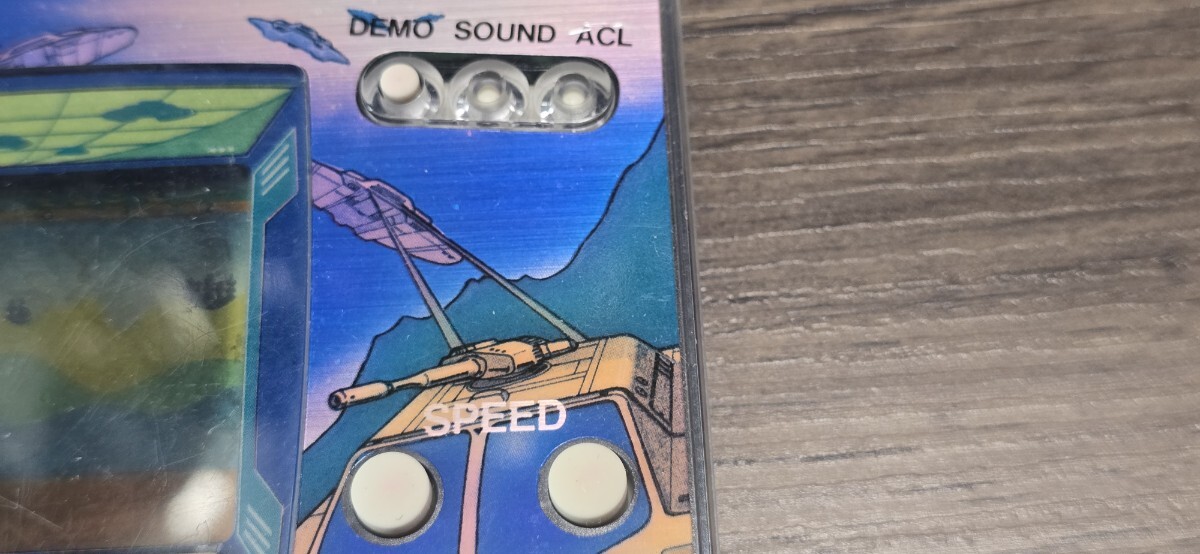 DEMO SOUND ACL
SPEED